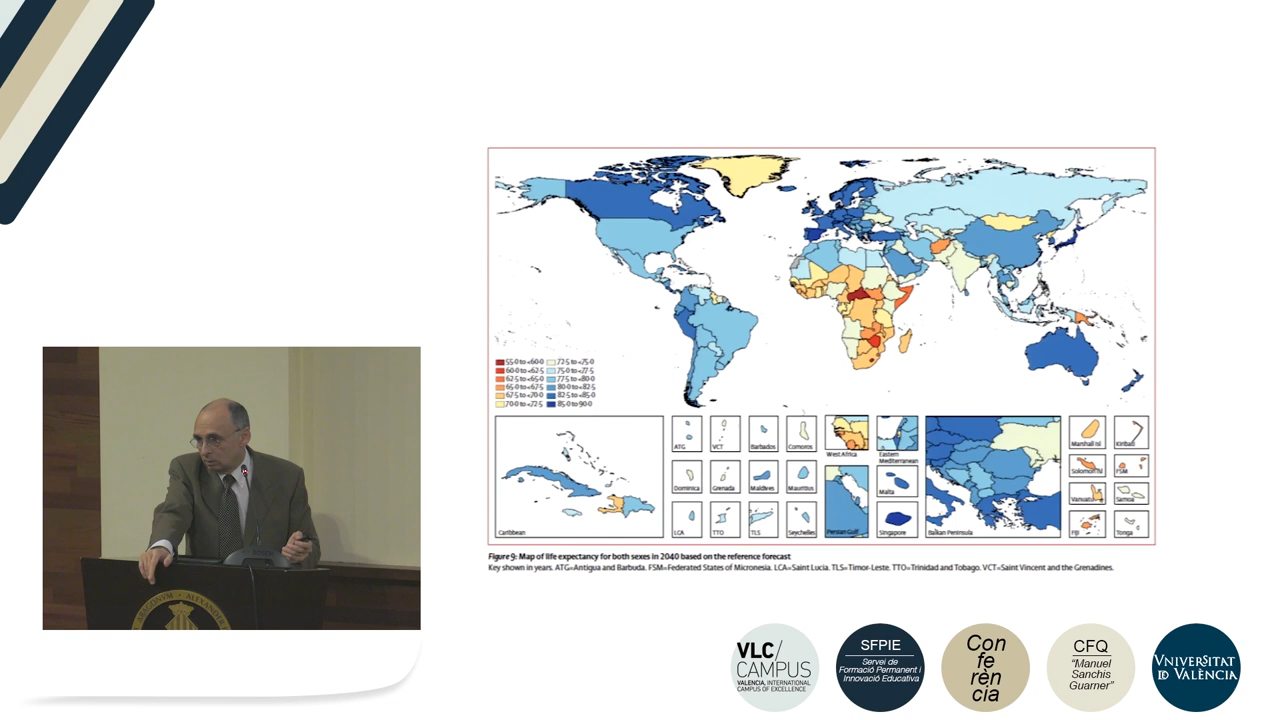 55·0 to <60·0
60·0 to <62·5
62·5 to <65·0
65·0 to <67·5
67·5 to <70·0
70·0 to <72·5
72·5 to <75·0
75·0 to <77·5
77·5 to <80·0
80·0 to <82·5
82·5 to <85·0
85·0 to 90·0
Caribbean
ATG
VCT
Barbados
Comoros
Dominica
Grenada
Maldives
Mauritius
LCA
TTO
TLS
Seychelles
West Africa
Eastern
Mediterranean
Persian Gulf
Malta
Singapore
Balkan Peninsula
Marshall Isl
Kiribati
Solomon Isl
FSM
Vanuatu
Samoa
Fiji
Tonga
Figure 9: Map of life expectancy for both sexes in 2040 based on the reference forecast
Key shown in years. ATG=Antigua and Barbuda. FSM=Federated States of Micronesia. LCA=Saint Lucia. TLS=Timor-Leste. TTO=Trinidad and Tobago. VCT=Saint Vincent and the Grenadines.
ARAGONVM · ALEXANDER
VLC/
CAMPUS
VALENCIA, INTERNATIONAL
CAMPUS OF EXCELLENCE
SFPIE
Servei de
Formació Permanent i
Innovació Educativa
Con
fe
rèn
cia
CFQ
"Manuel
Sanchis
Guarner"
VNIVERSITAT
ID VALÈNCIA